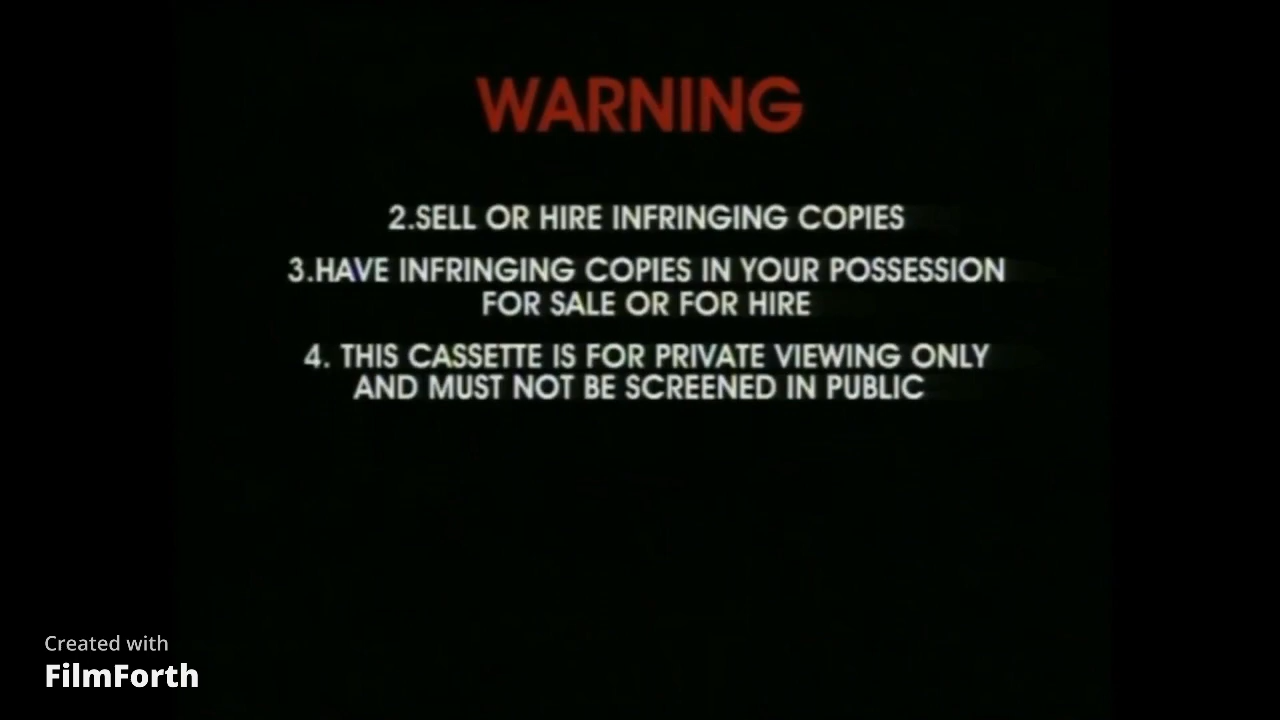 WARNING
2.SELL OR HIRE INFRINGING COPIES
3.HAVE INFRINGING COPIES IN YOUR POSSESSION
FOR SALE OR FOR HIRE
4. THIS CASSETTE IS FOR PRIVATE VIEWING ONLY
AND MUST NOT BE SCREENED IN PUBLIC
Created with
FilmForth